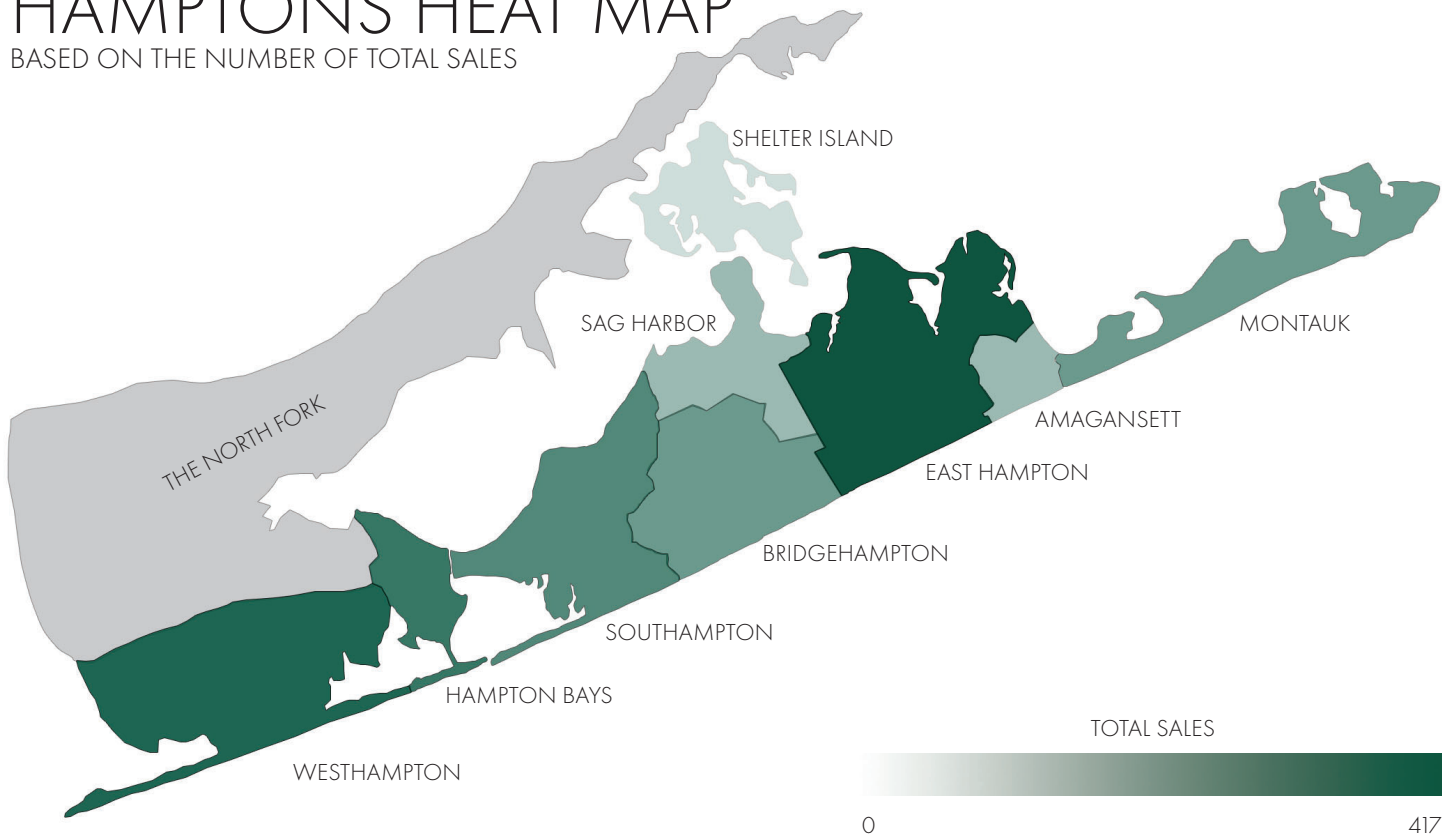 HAMPTONS HEAT MAP
BASED ON THE NUMBER OF TOTAL SALES
SHELTER ISLAND
SAG HARBOR
MONTAUK
THE NORTH FORK
AMAGANSETT
EAST HAMPTON
BRIDGEHAMPTON
SOUTHAMPTON
HAMPTON BAYS
WESTHAMPTON
TOTAL SALES
0
417